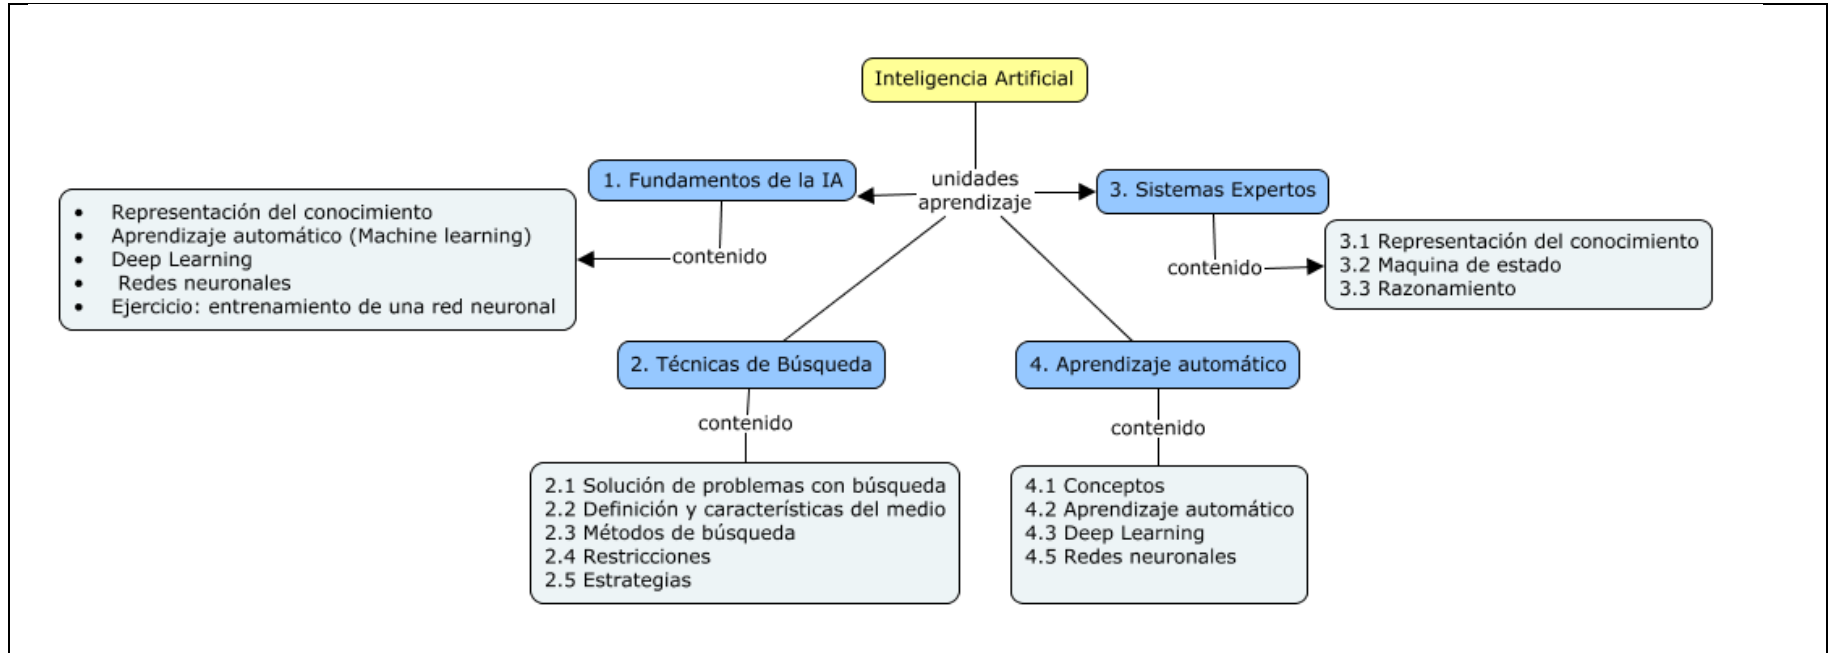 Inteligencia Artificial
unidades
aprendizaje
1. Fundamentos de la IA
contenido
• Representación del conocimiento
• Aprendizaje automático (Machine learning)
• Deep Learning
• Redes neuronales
• Ejercicio: entrenamiento de una red neuronal
2. Técnicas de Búsqueda
contenido
2.1 Solución de problemas con búsqueda
2.2 Definición y características del medio
2.3 Métodos de búsqueda
2.4 Restricciones
2.5 Estrategias
3. Sistemas Expertos
contenido
3.1 Representación del conocimiento
3.2 Maquina de estado
3.3 Razonamiento
4. Aprendizaje automático
contenido
4.1 Conceptos
4.2 Aprendizaje automático
4.3 Deep Learning
4.5 Redes neuronales